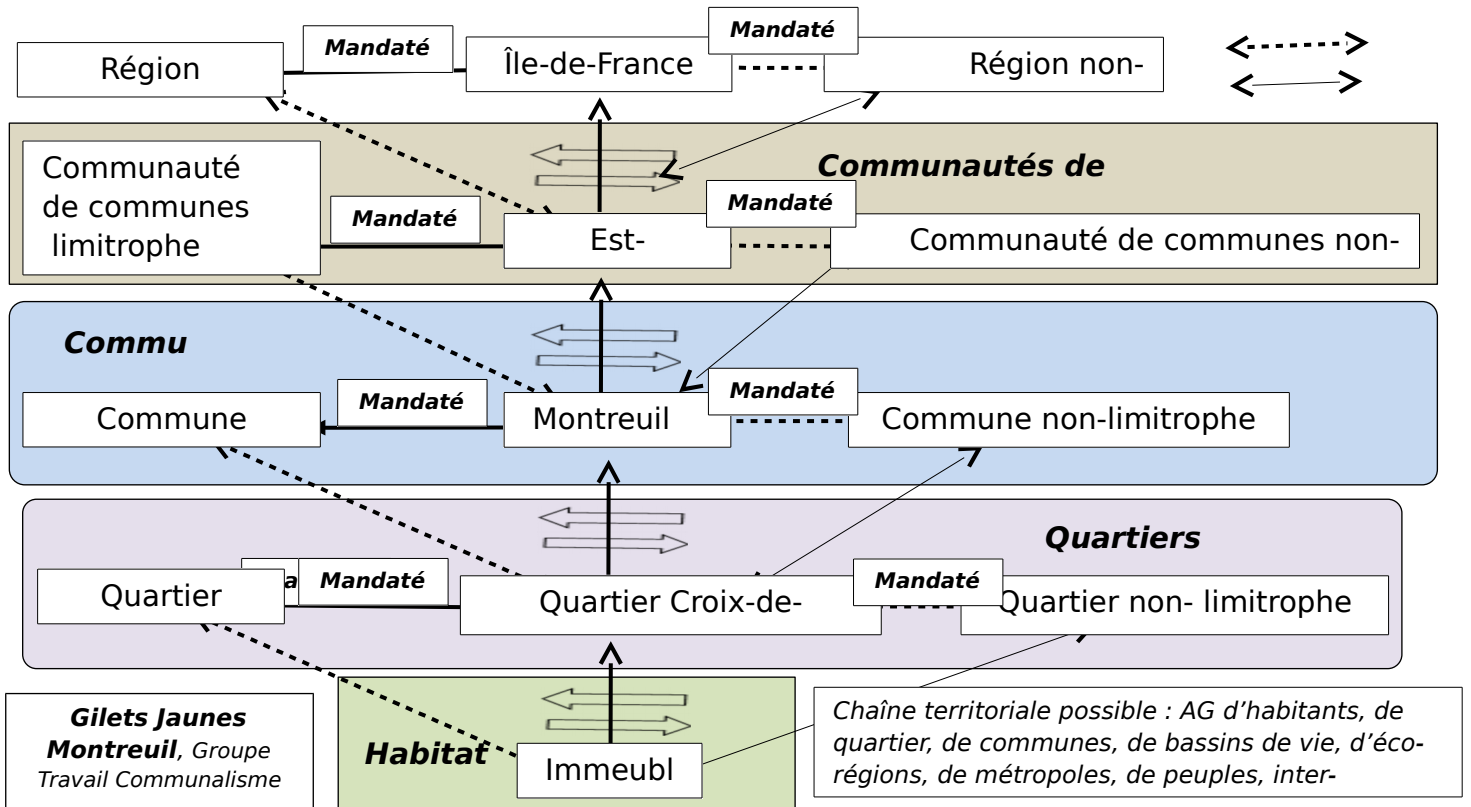 Mandaté
Mandaté
Région
Île-de-France
Région non-
Communauté
de communes
limitrophe
Communautés de
Mandaté
Mandaté
Est-
Communauté de communes non-
Commu
Mandaté
Mandaté
Commune
Montreuil
Commune non-limitrophe
Quartiers
a
Mandaté
Mandaté
Quartier
Quartier Croix-de-
Quartier non- limitrophe
Gilets Jaunes
Montreuil, Groupe
Travail Communalisme
Habitat
Immeubl
Chaîne territoriale possible : AG d’habitants, de
quartier, de communes, de bassins de vie, d’éco-
régions, de métropoles, de peuples, inter-